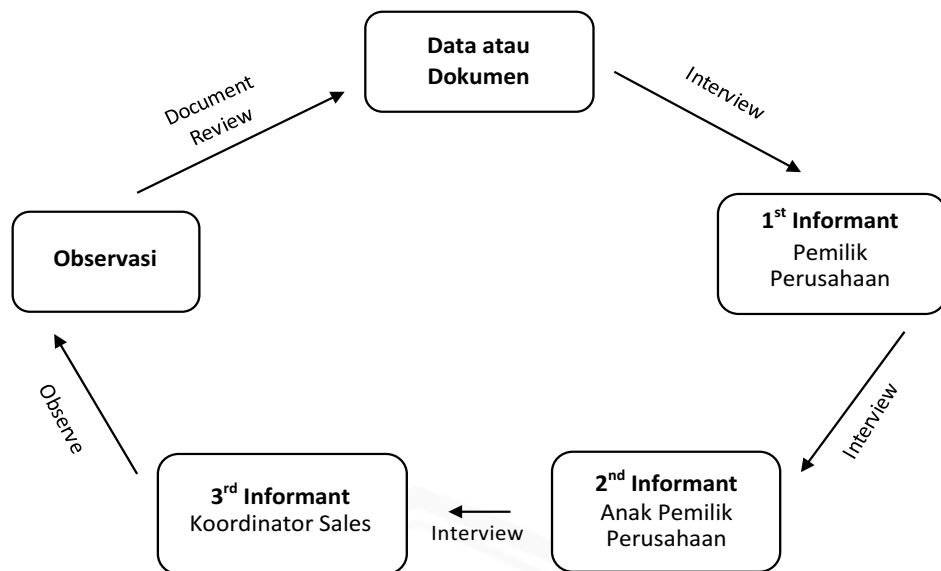 Data atau
Dokumen
Interview
1st Informant
Pemilik
Perusahaan
Interview
2nd Informant
Anak Pemilik
Perusahaan
Interview
3rd Informant
Koordinator Sales
Observe
Observasi
Document
Review